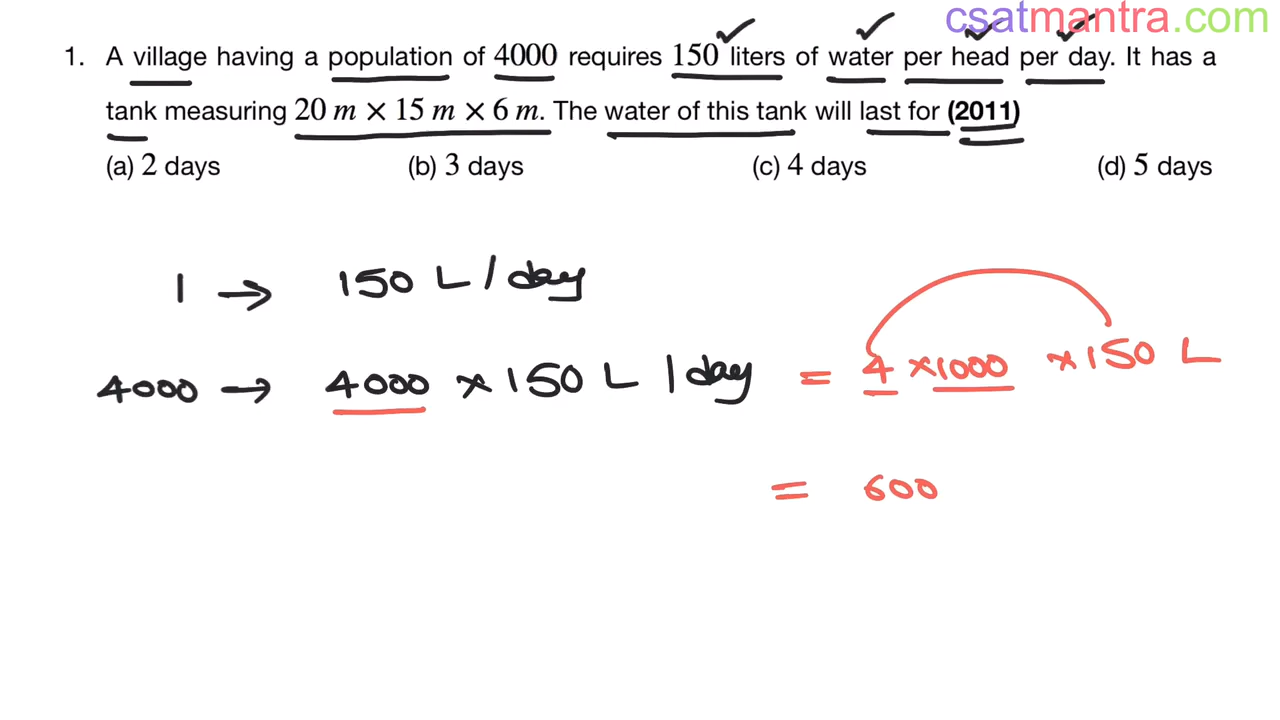 csatmantra.com
1. A village having a population of 4000 requires 150 liters of water per head per day. It has a
tank measuring 20 m × 15 m × 6 m. The water of this tank will last for (2011)
(a) 2 days (b) 3 days (c) 4 days (d) 5 days
1 → 150 L / day
4000 → 4000 × 150 L / day = 4 × 1000 × 150 L
= 600